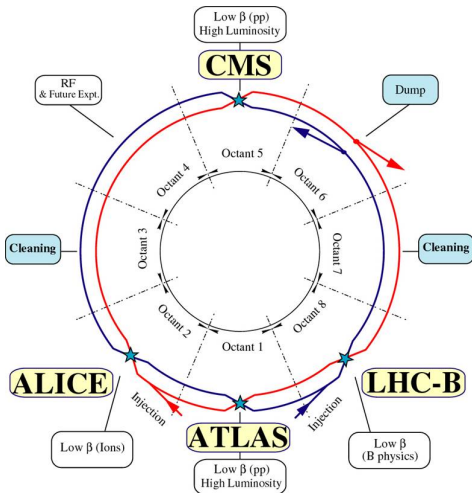 Low β (pp)
High Luminosity
CMS
RF
& Future Expt.
Dump
Octant 5
Octant 4
Octant 6
Octant 3
Octant 7
Cleaning
Cleaning
Octant 2
Octant 8
Octant 1
ALICE
LHC-B
Injection
Injection
ATLAS
Low β (Ions)
Low β
(B physics)
Low β (pp)
High Luminosity